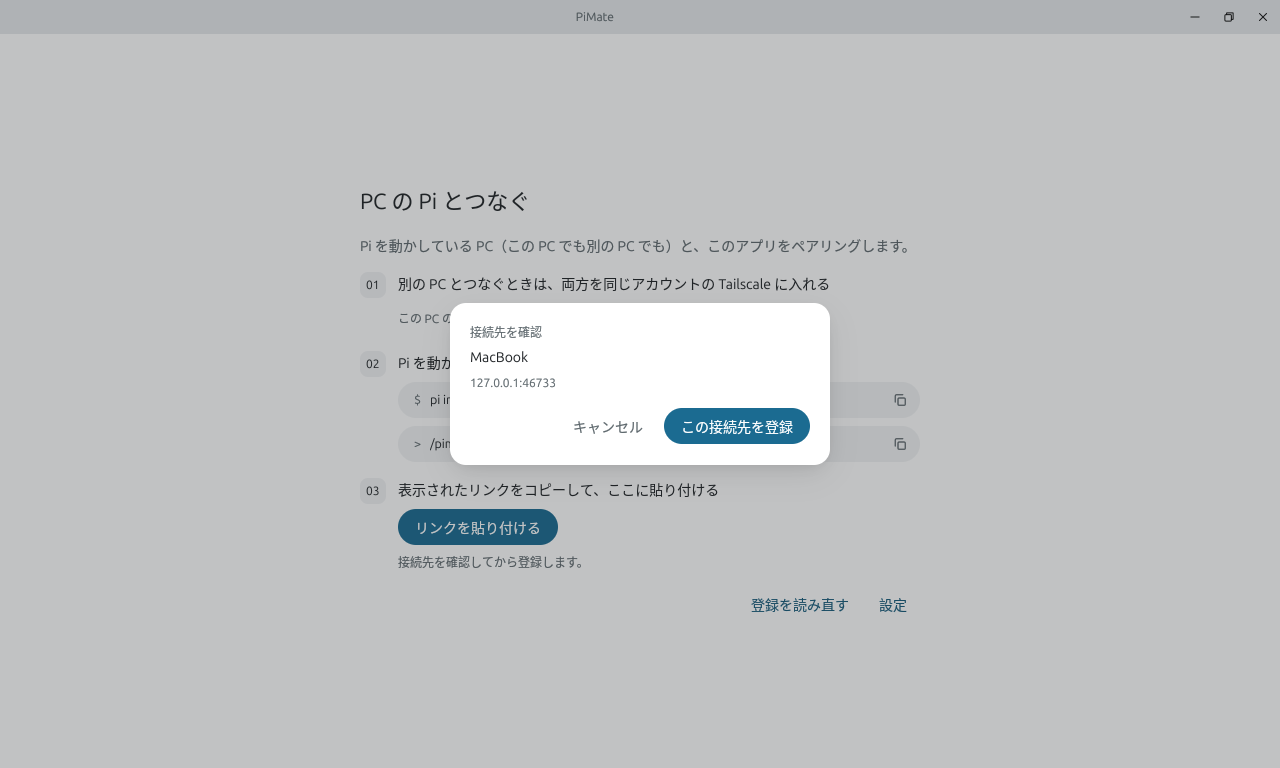 PiMate
PC の Pi とつなぐ
Pi を動かしている PC（この PC でも別の PC でも）と、このアプリをペアリングします。
01 別の PC とつなぐときは、両方を同じアカウントの Tailscale に入れる
この PC の
接続先を確認
MacBook
127.0.0.1:46733
キャンセル この接続先を登録
02 Pi を動か
$ pi in
> /pim
03 表示されたリンクをコピーして、ここに貼り付ける
リンクを貼り付ける
接続先を確認してから登録します。
登録を読み直す 設定